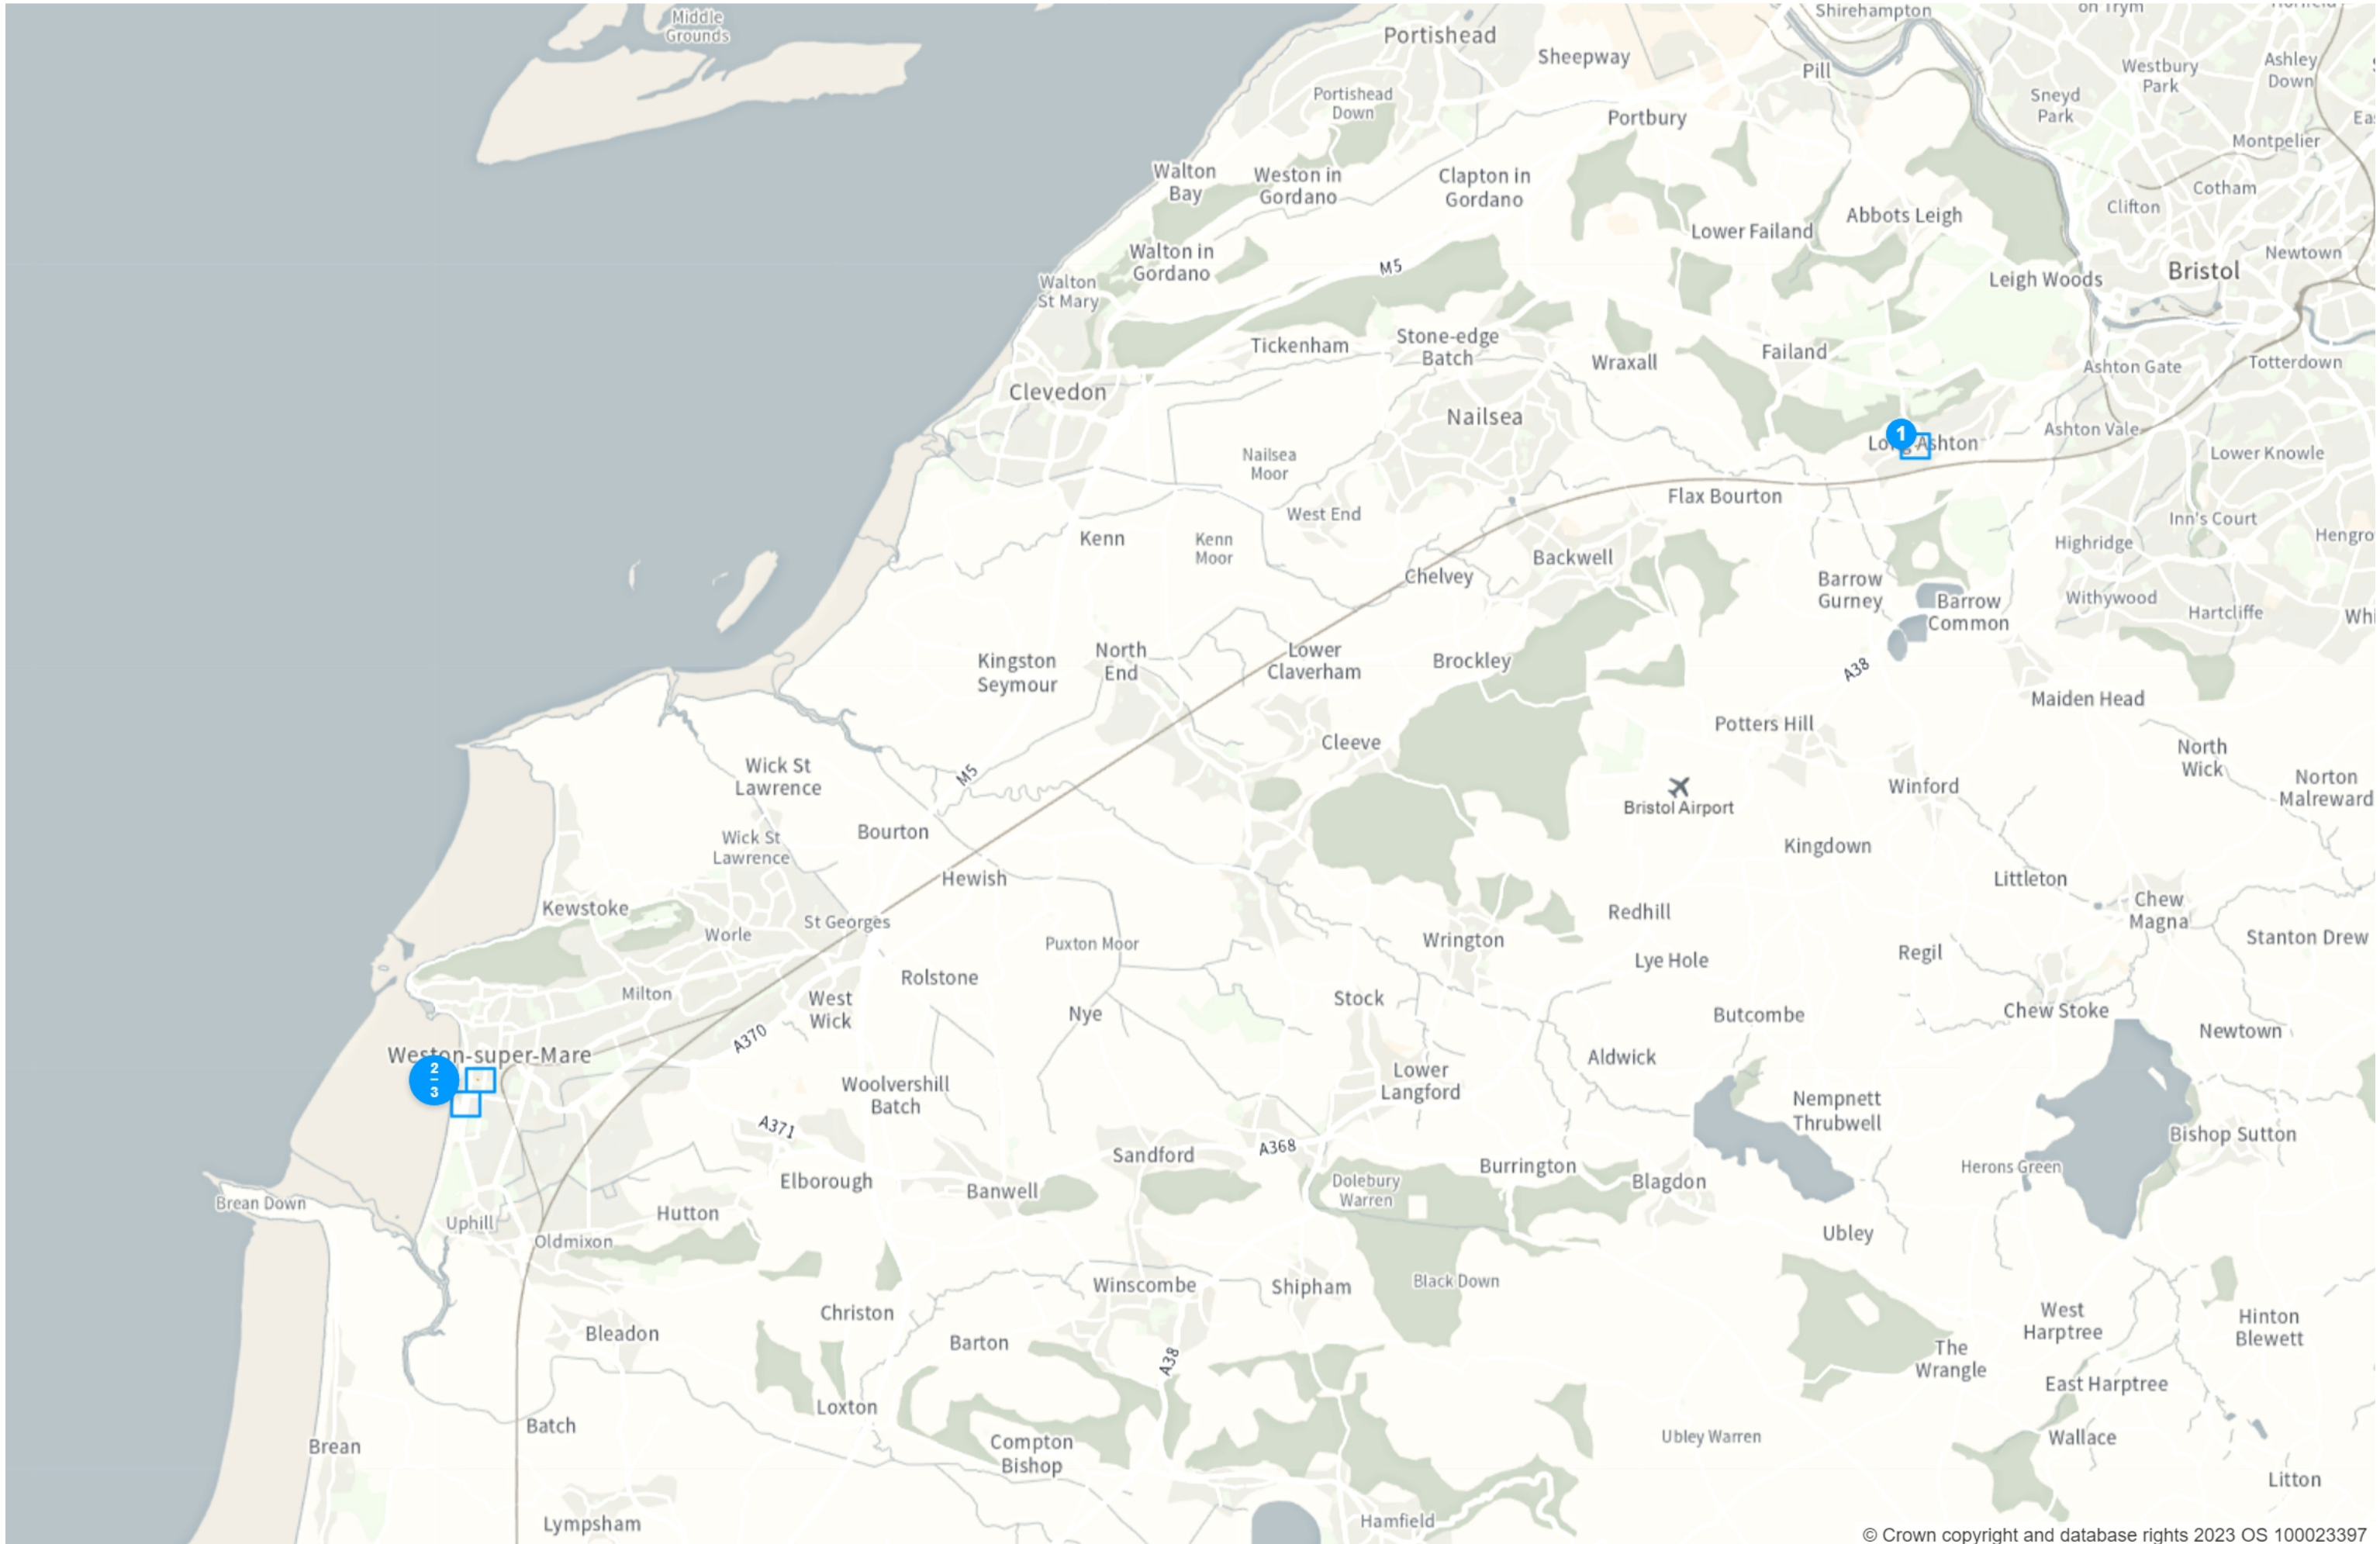 Middle
Grounds
Portishead
Shirehampton
on Trym
Sheepway
Pill
Westbury
Park
Ashley
Down
Portishead
Down
Sneyd
Park
Portbury
Montpelier
Walton
Bay
Weston in
Gordano
Clapton in
Gordano
Cotham
Clifton
Abbots Leigh
Lower Failand
Walton in
Gordano
Newtown
M5
Bristol
Leigh Woods
Walton
St Mary
Tickenham
Stone-edge
Batch
Wraxall
Failand
Ashton Gate
Totterdown
Clevedon
Nailsea
1
Long Ashton
Ashton Vale
Lower Knowle
Nailsea
Moor
Flax Bourton
West End
Inn's Court
Kenn
Kenn
Moor
Highridge
Hengro
Backwell
Chelvey
Barrow
Gurney
Barrow
Common
Withywood
Hartcliffe
Whi
Kingston
Seymour
North
End
Lower
Claverham
Brockley
A38
Maiden Head
Potters Hill
Cleeve
North
Wick
Wick St
Lawrence
M5
Bristol Airport
Winford
Norton
Malreward
Bourton
Wick St
Lawrence
Kingdown
Hewish
Littleton
Kewstoke
Chew
Magna
Redhill
St Georges
Worle
Puxton Moor
Wrington
Stanton Drew
Regil
Lye Hole
Rolstone
Milton
West
Wick
Stock
Nye
Butcombe
Chew Stoke
Newtown
A370
Weston-super-Mare
2
3
Aldwick
Woolvershill
Batch
Lower
Langford
Nempnett
Thrubwell
A371
Bishop Sutton
Sandford
A368
Burrington
Herons Green
Elborough
Banwell
Dolebury
Warren
Blagdon
Brean Down
Uphill
Hutton
Oldmixon
Ubley
Winscombe
Shipham
Black Down
Christon
Bleadon
Barton
A38
West
Harptree
Hinton
Blewett
The
Wrangle
East Harptree
Loxton
Batch
Brean
Compton
Bishop
Ubley Warren
Wallace
Litton
Lympsham
Hamfield
© Crown copyright and database rights 2023 OS 100023397